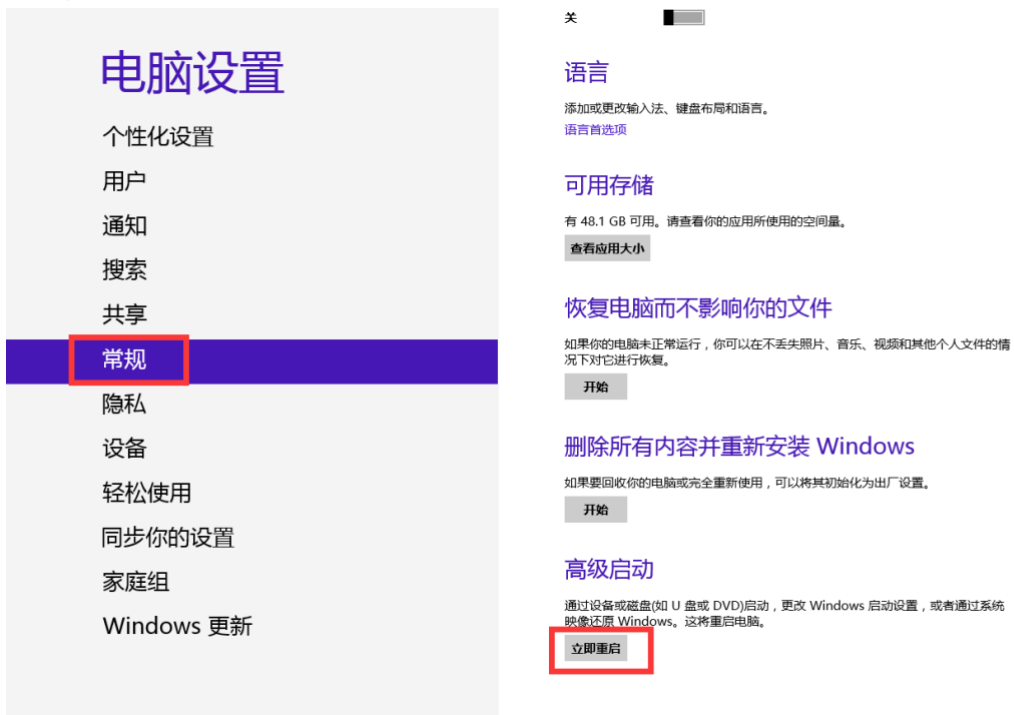 电脑设置
个性化设置
用户
通知
搜索
共享
常规
隐私
设备
轻松使用
同步你的设置
家庭组
Windows 更新
关
语言
添加或更改输入法、键盘布局和语言。
语言首选项
可用存储
有 48.1 GB 可用。请查看你的应用所使用的空间量。
查看应用大小
恢复电脑而不影响你的文件
如果你的电脑未正常运行，你可以在不丢失照片、音乐、视频和其他个人文件的情
况下对它进行恢复。
开始
删除所有内容并重新安装 Windows
如果要回收你的电脑或完全重新使用，可以将其初始化为出厂设置。
开始
高级启动
通过设备或磁盘(如 U 盘或 DVD)启动，更改 Windows 启动设置，或者通过系统
映像还原 Windows。这将重启电脑。
立即重启